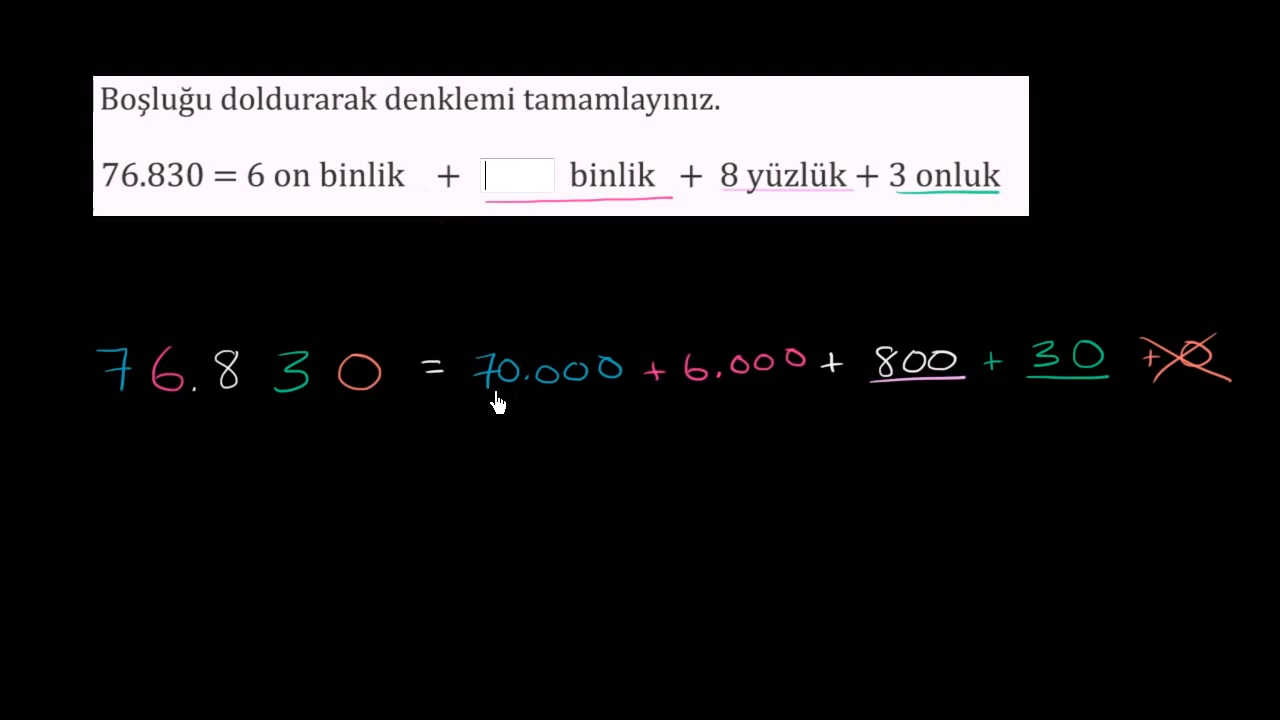 Boşluğu doldurarak denklemi tamamlayınız.
76.830 = 6 on binlik + binlik + 8 yüzlük + 3 onluk
76.830 = 70.000 + 6.000 + 800 + 30 + 0